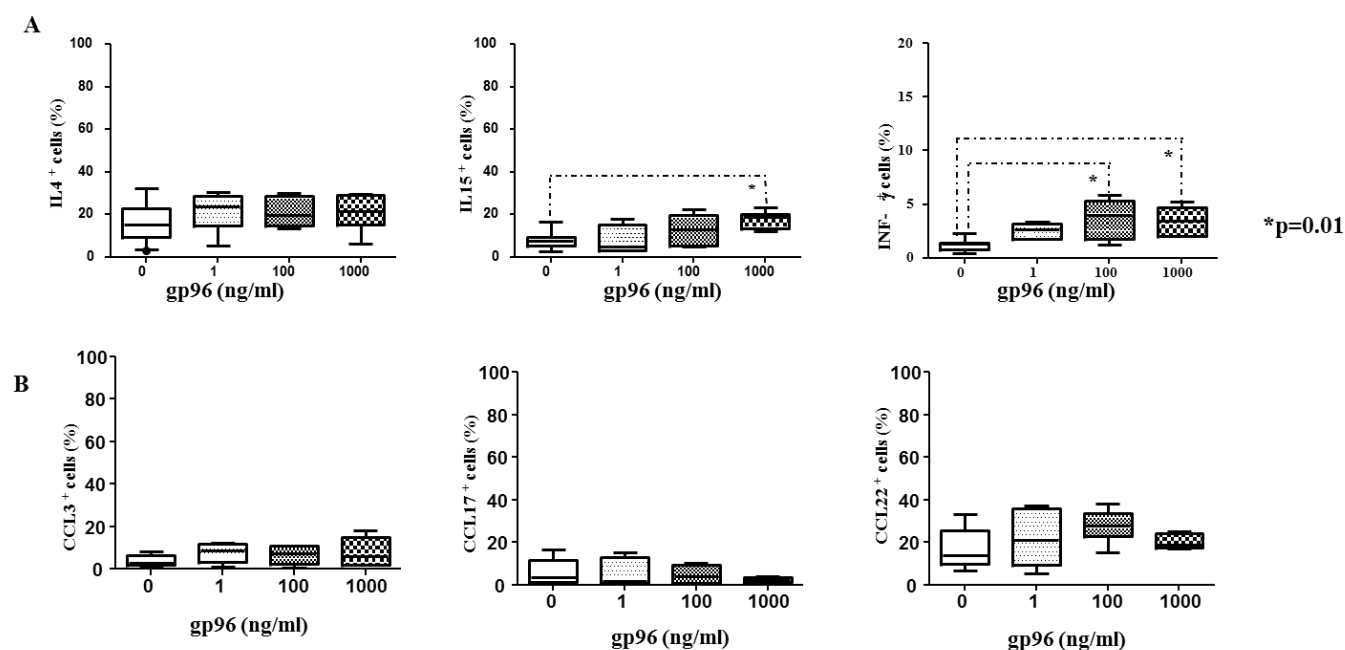 A
IL4 + cells (%)
100
80
60
40
20
0
0 1 100 1000
gp96 (ng/ml)
IL15 + cells (%)
100
80
60
40
20
0
*
0 1 100 1000
gp96 (ng/ml)
INF- cells (%)
20
15
10
5
0
*
*
0 1 100 1000
gp96 (ng/ml)
*p=0.01
B
CCL3 + cells (%)
100
80
60
40
20
0
0 1 100 1000
gp96 (ng/ml)
CCL17 + cells (%)
100
80
60
40
20
0
0 1 100 1000
gp96 (ng/ml)
CCL22 + cells (%)
100
80
60
40
20
0
0 1 100 1000
gp96 (ng/ml)